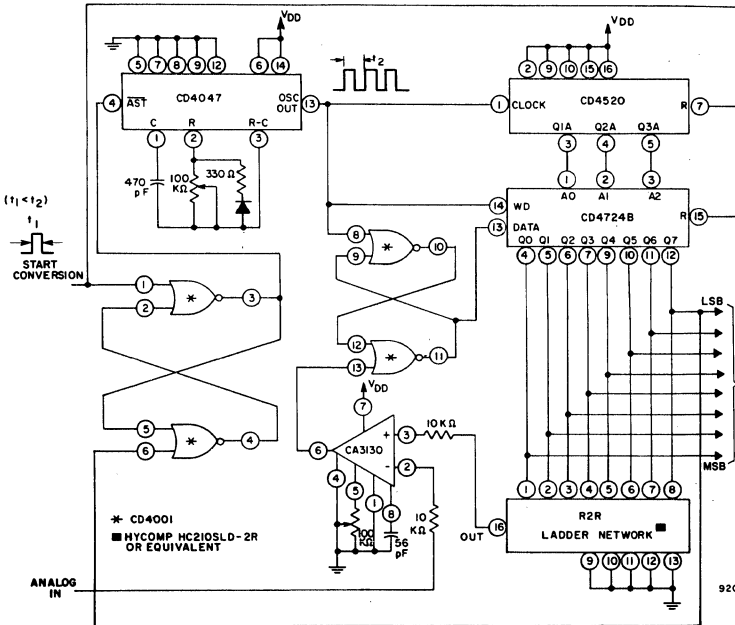 VDD
VDD
5 7 8 9 12
6 14
2 9 10 15 16
t2
4
AST
CD4047
OSC
OUT
13
C
R
R-C
1
2
3
1
CLOCK
CD4520
R
7
Q1A
Q2A
Q3A
3
4
5
1
2
3
A0
A1
A2
470
pF
100
KΩ
330Ω
14
WD
13
DATA
CD4724B
R
15
Q0 Q1 Q2 Q3 Q4 Q5 Q6 Q7
4 5 6 7 9 10 11 12
(t1<t2)
t1
START
CONVERSION
1
2
*
3
8
9
*
10
12
13
*
11
LSB
MSB
5
6
*
4
VDD
7
6
CA3130
+
-
3
2
10KΩ
4
5
1
8
100
KΩ
56
pF
10
KΩ
1 2 3 4 5 6 7 8
OUT
16
R2R
LADDER NETWORK
9 10 11 12 13
* CD4001
HYCOMP HC210SLD-2R
OR EQUIVALENT
ANALOG
IN
920